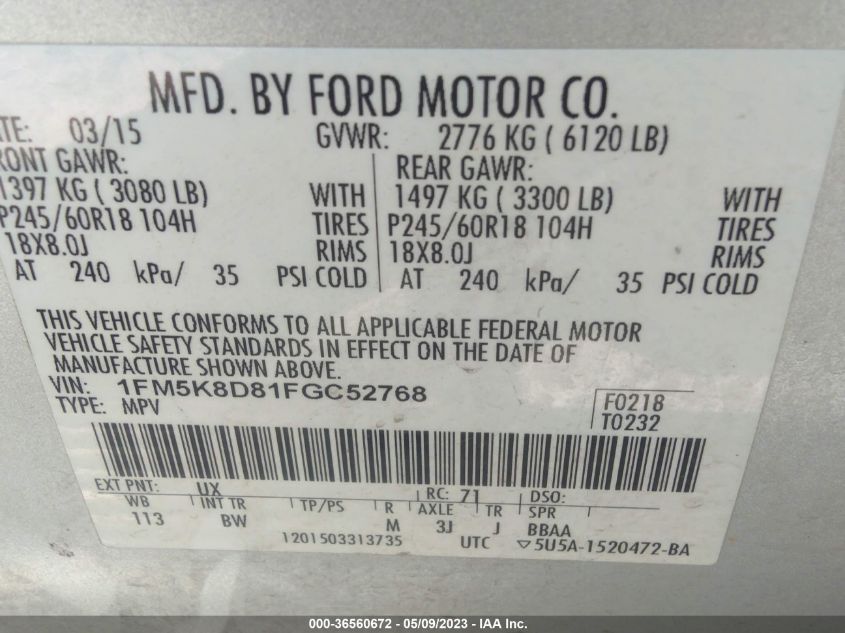 MFD. BY FORD MOTOR CO.
TE: 03/15 GVWR: 2776 KG ( 6120 LB)
RONT GAWR: REAR GAWR:
1397 KG ( 3080 LB) WITH 1497 KG ( 3300 LB) WITH
P245/60R18 104H TIRES P245/60R18 104H TIRES
18X8.0J RIMS 18X8.0J RIMS
AT 240 kPa/ 35 PSI COLD AT 240 kPa/ 35 PSI COLD
THIS VEHICLE CONFORMS TO ALL APPLICABLE FEDERAL MOTOR
VEHICLE SAFETY STANDARDS IN EFFECT ON THE DATE OF
MANUFACTURE SHOWN ABOVE.
VIN: 1FM5K8D81FGC52768
TYPE: MPV
F0218
T0232
EXT PNT: UX RC: 71 DSO:
WB INT TR TP/PS R AXLE TR SPR
113 BW M 3J J BBAA
1201503313735 UTC ▽5U5A-1520472-BA
000-36560672 / 05/09/2023 - IAA Inc.